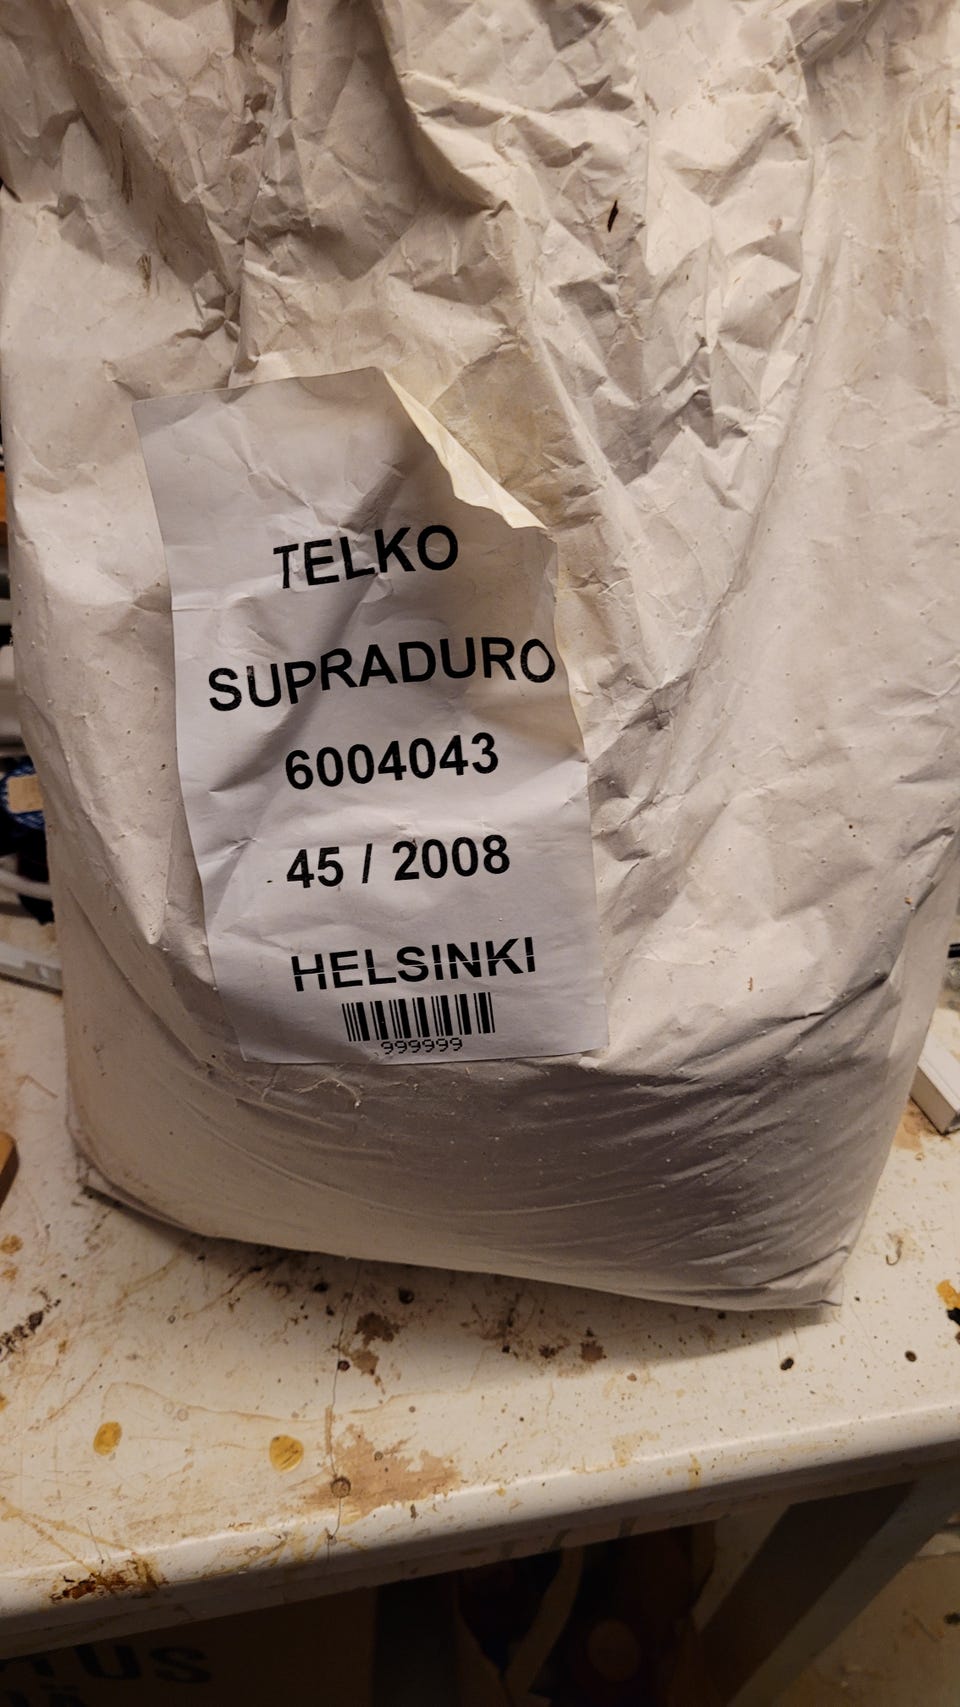 TELKO
SUPRADURO
6004043
45 / 2008
HELSINKI
999999